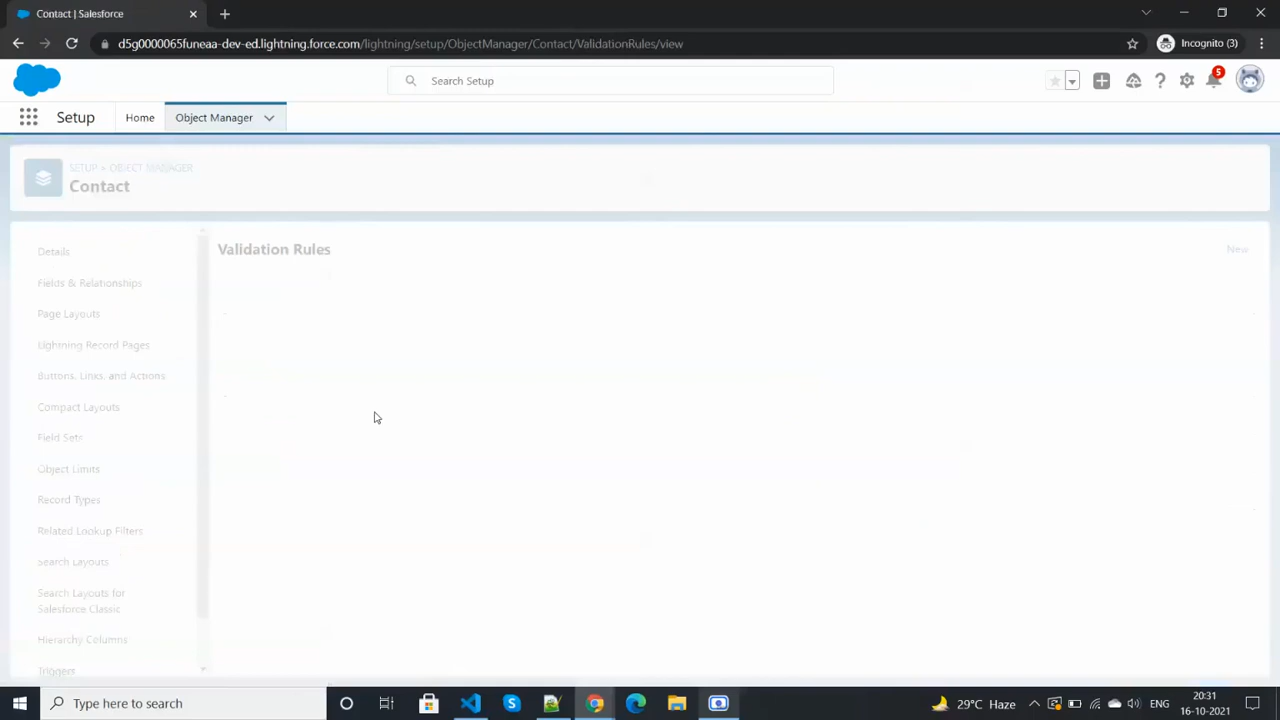 Contact | Salesforce
d5g0000065funeaa-dev-ed.lightning.force.com/lightning/setup/ObjectManager/Contact/ValidationRules/view
Incognito (3)
Search Setup
5
Setup
Home
Object Manager
SETUP > OBJECT MANAGER
Contact
Details
Fields & Relationships
Page Layouts
Lightning Record Pages
Buttons, Links, and Actions
Compact Layouts
Field Sets
Object Limits
Record Types
Related Lookup Filters
Search Layouts
Search Layouts for
Salesforce Classic
Hierarchy Columns
Triggers
Validation Rules
New
Type here to search
29°C Haze
ENG
20:31
16-10-2021